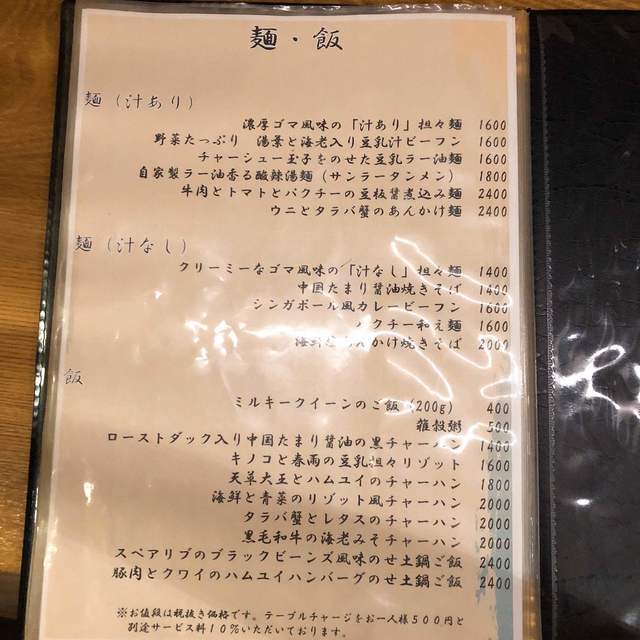 麺・飯
麺(汁あり)
濃厚ゴマ風味の「汁あり」担々麺 1600
野菜たっぷり 湯葉と海老入り豆乳汁ビーフン 1600
チャーシュー玉子をのせた豆乳ラー油麺 1600
自家製ラー油香る酸辣湯麺(サンラータンメン) 1800
牛肉とトマトとパクチーの豆板醤煮込み麺 2400
ウニとタラバ蟹のあんかけ麺 2400
麺(汁なし)
クリーミーなゴマ風味の「汁なし」担々麺 1400
中国たまり醤油焼きそば 1400
シンガポール風カレービーフン 1600
パクチー和え麺 1600
あんかけ焼きそば 2000
飯
ミルキークイーンのご飯(200g) 400
雑穀粥 500
ローストダック入り中国たまり醤油の黒チャーハン 1400
キノコと春雨の豆乳担々リゾット 1600
天草大王とハムユイのチャーハン 1800
海鮮と青菜のリゾット風チャーハン 2000
タラバ蟹とレタスのチャーハン 2000
黒毛和牛の海老みそチャーハン 2000
スペアリブのブラックビーンズ風味のせ土鍋ご飯 2400
豚肉とクワイのハムユイハンバーグのせ土鍋ご飯 2400
※お値段は税抜き価格です。テーブルチャージをお一人様500円と
別途サービス料10%いただいております。